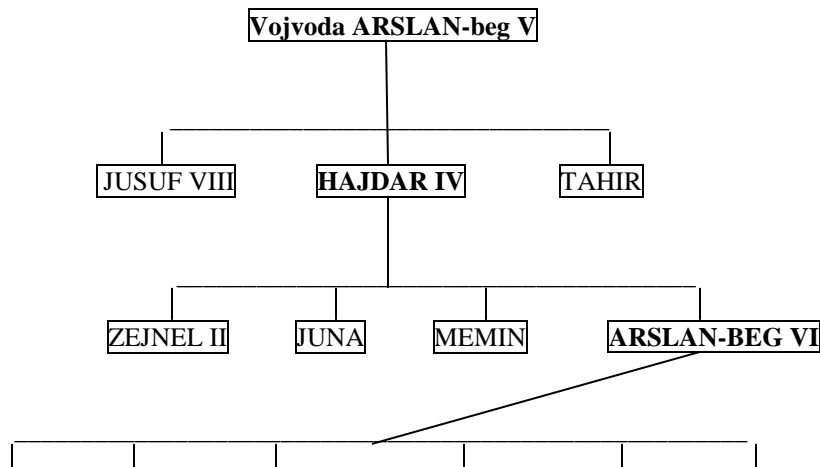 Vojvoda ARSLAN-beg V
JUSUF VIII HAJDAR IV TAHIR
ZEJNEL II JUNA MEMIN ARSLAN-BEG VI